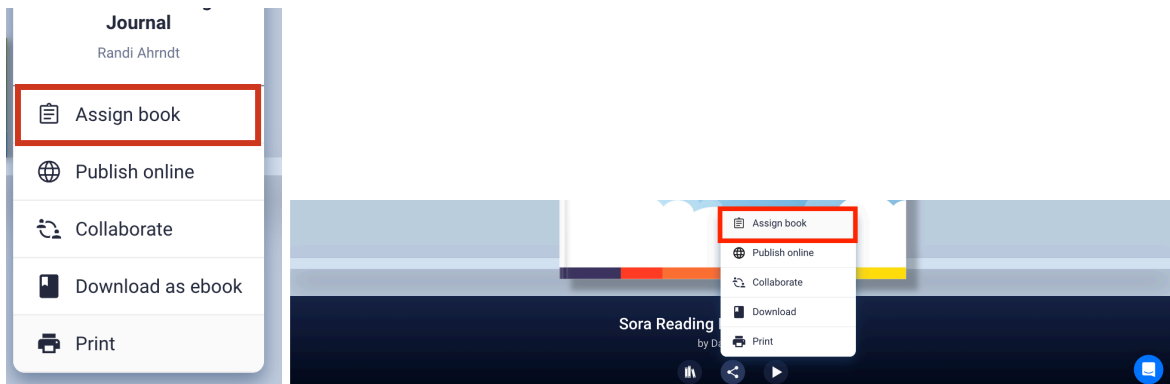 Journal
Randi Ahrndt
Assign book
Publish online
Collaborate
Download as ebook
Print
Assign book
Publish online
Collaborate
Download
Print
Sora Reading
by